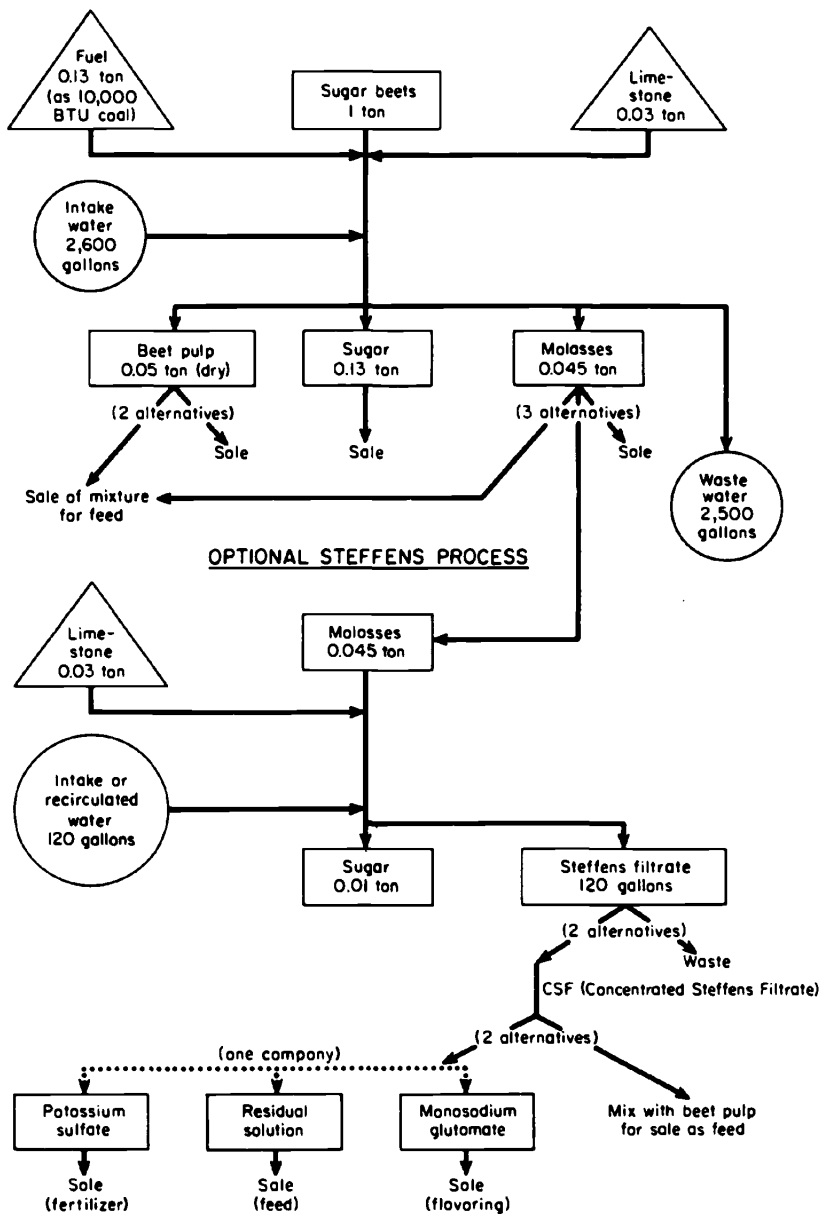 Fuel
0.13 ton
(as 10,000
BTU coal)
Sugar beets
1 ton
Lime-
stone
0.03 ton
Intake
water
2,600
gallons
Beet pulp
0.05 ton (dry)
Sugar
0.13 ton
Molasses
0.045 ton
(2 alternatives)
Sale
Sale
(3 alternatives)
Sale
Sale of mixture
for feed
Waste
water
2,500
gallons
OPTIONAL STEFFENS PROCESS
Lime-
stone
0.03 ton
Molasses
0.045 ton
Intake or
recirculated
water
120 gallons
Sugar
0.01 ton
Steffens filtrate
120 gallons
(2 alternatives)
Waste
CSF (Concentrated Steffens Filtrate)
(2 alternatives)
(one company)
Potassium
sulfate
Residual
solution
Monosodium
glutomate
Mix with beet pulp
for sale as feed
Sale
(fertilizer)
Sale
(feed)
Sale
(flavoring)